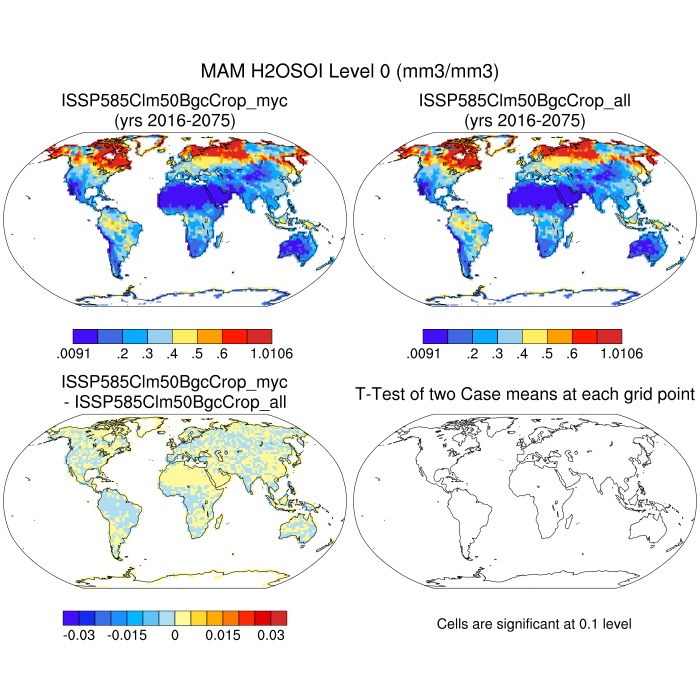 MAM H2OSOI Level 0 (mm3/mm3)
ISSP585Clm50BgcCrop_myc
(yrs 2016-2075)
ISSP585Clm50BgcCrop_all
(yrs 2016-2075)
.0091 .2 .3 .4 .5 .6 1.0106
.0091 .2 .3 .4 .5 .6 1.0106
ISSP585Clm50BgcCrop_myc
- ISSP585Clm50BgcCrop_all
T-Test of two Case means at each grid point
-0.03 -0.015 0 0.015 0.03
Cells are significant at 0.1 level